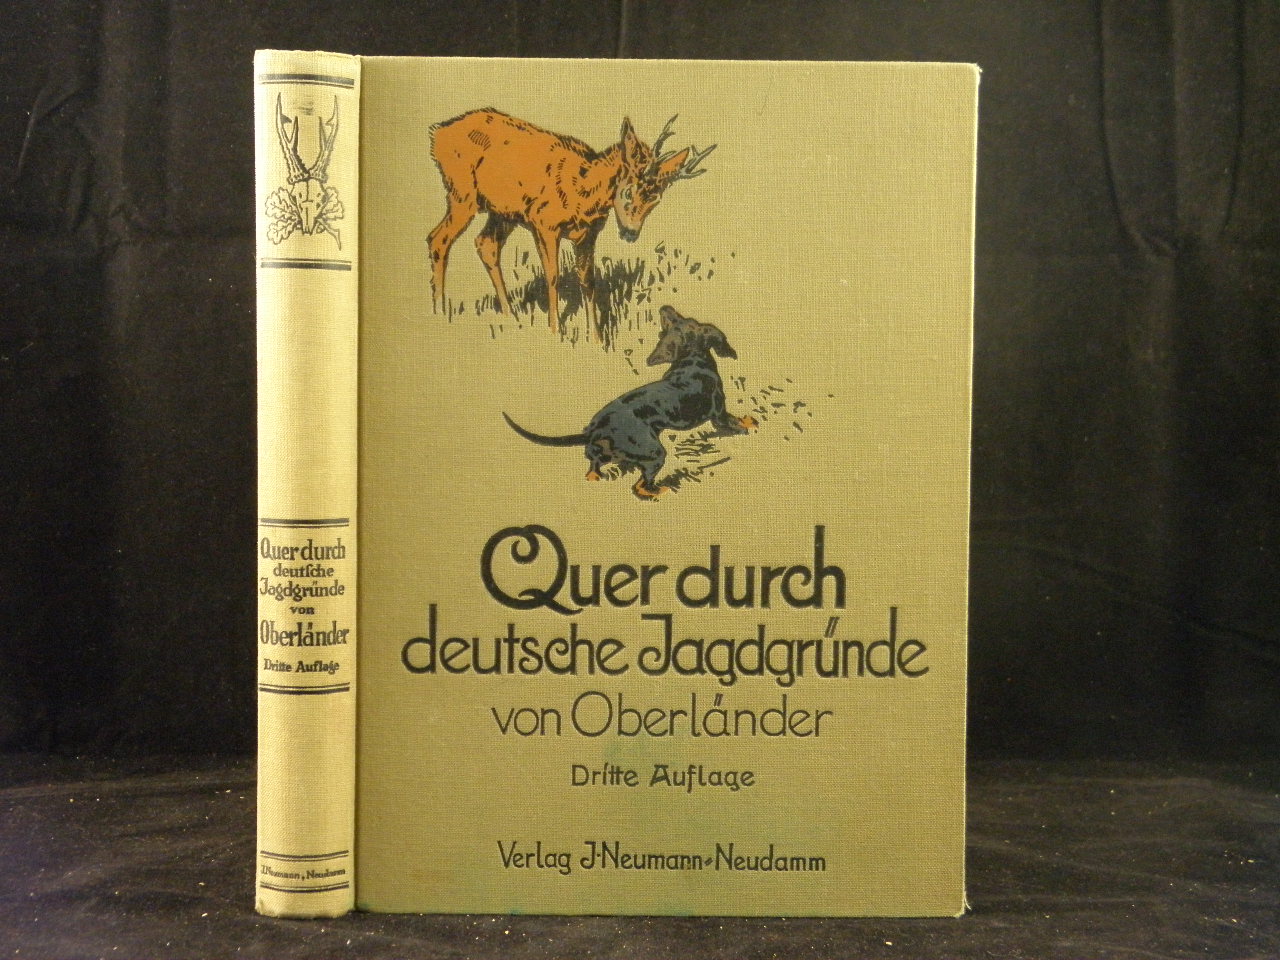 Quer durch
deutſche
Jagdgründe
von
Oberländer
Dritte Auflage
J. Neumann, Neudamm
Quer durch
deutsche Jagdgründe
von Oberländer
Dritte Auflage
Verlag J·Neumann-Neudamm